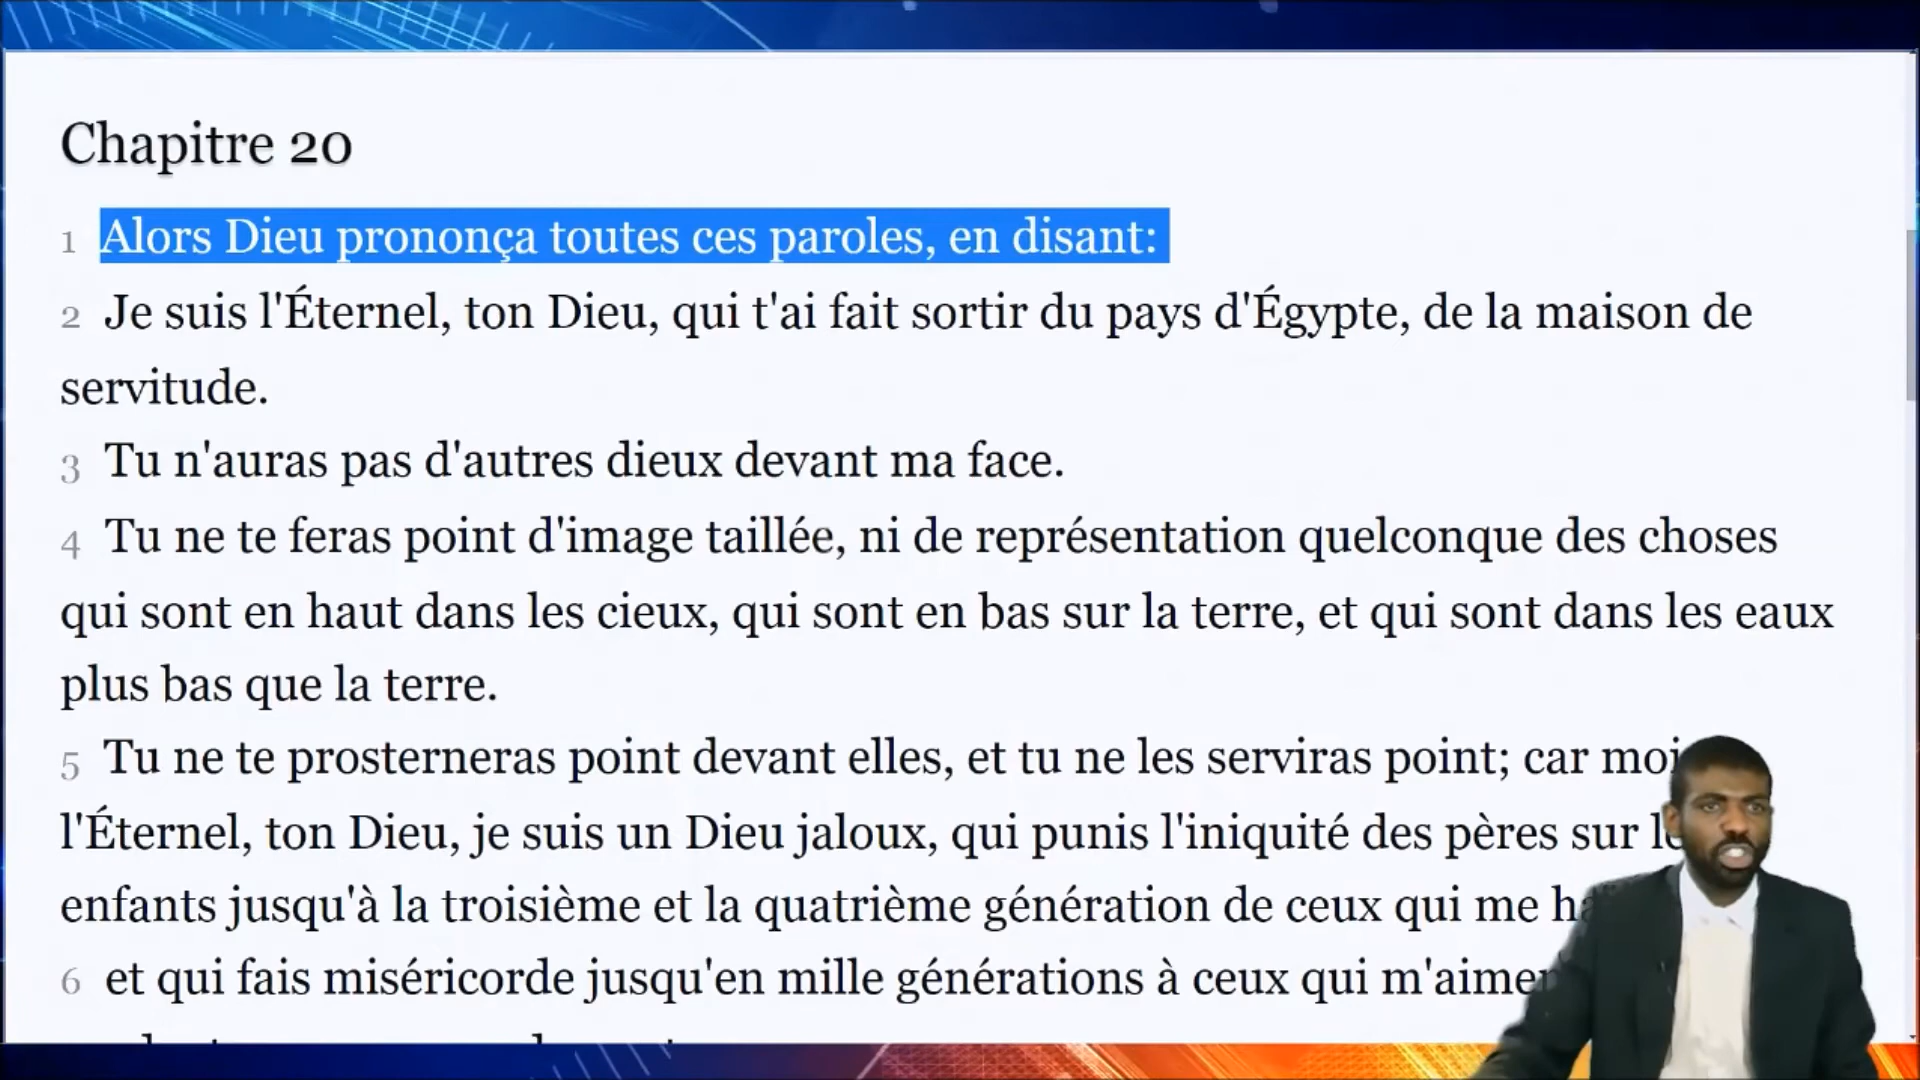 Chapitre 20
1 Alors Dieu prononça toutes ces paroles, en disant:
2 Je suis l'Éternel, ton Dieu, qui t'ai fait sortir du pays d'Égypte, de la maison de
servitude.
3 Tu n'auras pas d'autres dieux devant ma face.
4 Tu ne te feras point d'image taillée, ni de représentation quelconque des choses
qui sont en haut dans les cieux, qui sont en bas sur la terre, et qui sont dans les eaux
plus bas que la terre.
5 Tu ne te prosterneras point devant elles, et tu ne les serviras point; car moi
l'Éternel, ton Dieu, je suis un Dieu jaloux, qui punis l'iniquité des pères sur
enfants jusqu'à la troisième et la quatrième génération de ceux qui me
6 et qui fais miséricorde jusqu'en mille générations à ceux qui